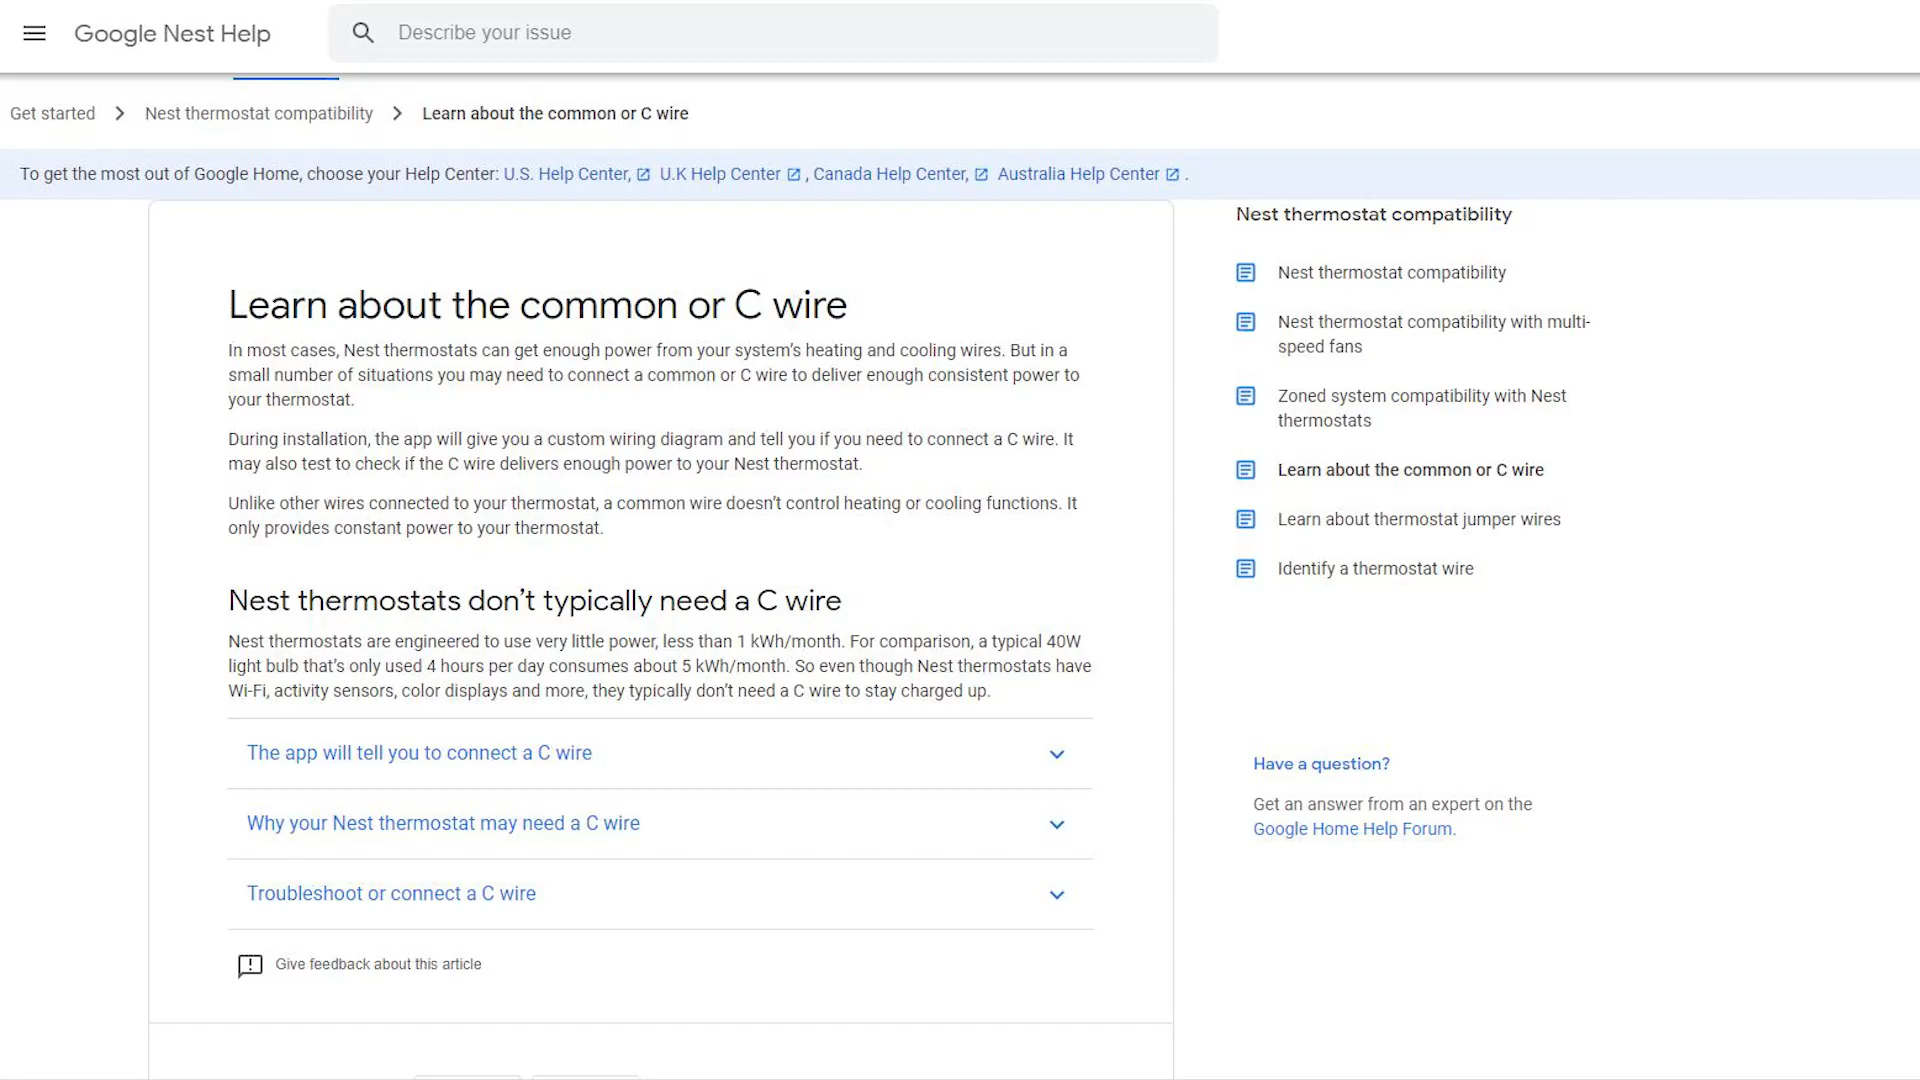 Google Nest Help
Describe your issue
Get started
Nest thermostat compatibility
Learn about the common or C wire
To get the most out of Google Home, choose your Help Center: U.S. Help Center, U.K Help Center , Canada Help Center, Australia Help Center .
Learn about the common or C wire
In most cases, Nest thermostats can get enough power from your system’s heating and cooling wires. But in a
small number of situations you may need to connect a common or C wire to deliver enough consistent power to
your thermostat.
During installation, the app will give you a custom wiring diagram and tell you if you need to connect a C wire. It
may also test to check if the C wire delivers enough power to your Nest thermostat.
Unlike other wires connected to your thermostat, a common wire doesn’t control heating or cooling functions. It
only provides constant power to your thermostat.
Nest thermostats don’t typically need a C wire
Nest thermostats are engineered to use very little power, less than 1 kWh/month. For comparison, a typical 40W
light bulb that’s only used 4 hours per day consumes about 5 kWh/month. So even though Nest thermostats have
Wi-Fi, activity sensors, color displays and more, they typically don’t need a C wire to stay charged up.
The app will tell you to connect a C wire
Why your Nest thermostat may need a C wire
Troubleshoot or connect a C wire
Give feedback about this article
Nest thermostat compatibility
Nest thermostat compatibility
Nest thermostat compatibility with multi-
speed fans
Zoned system compatibility with Nest
thermostats
Learn about the common or C wire
Learn about thermostat jumper wires
Identify a thermostat wire
Have a question?
Get an answer from an expert on the
Google Home Help Forum.